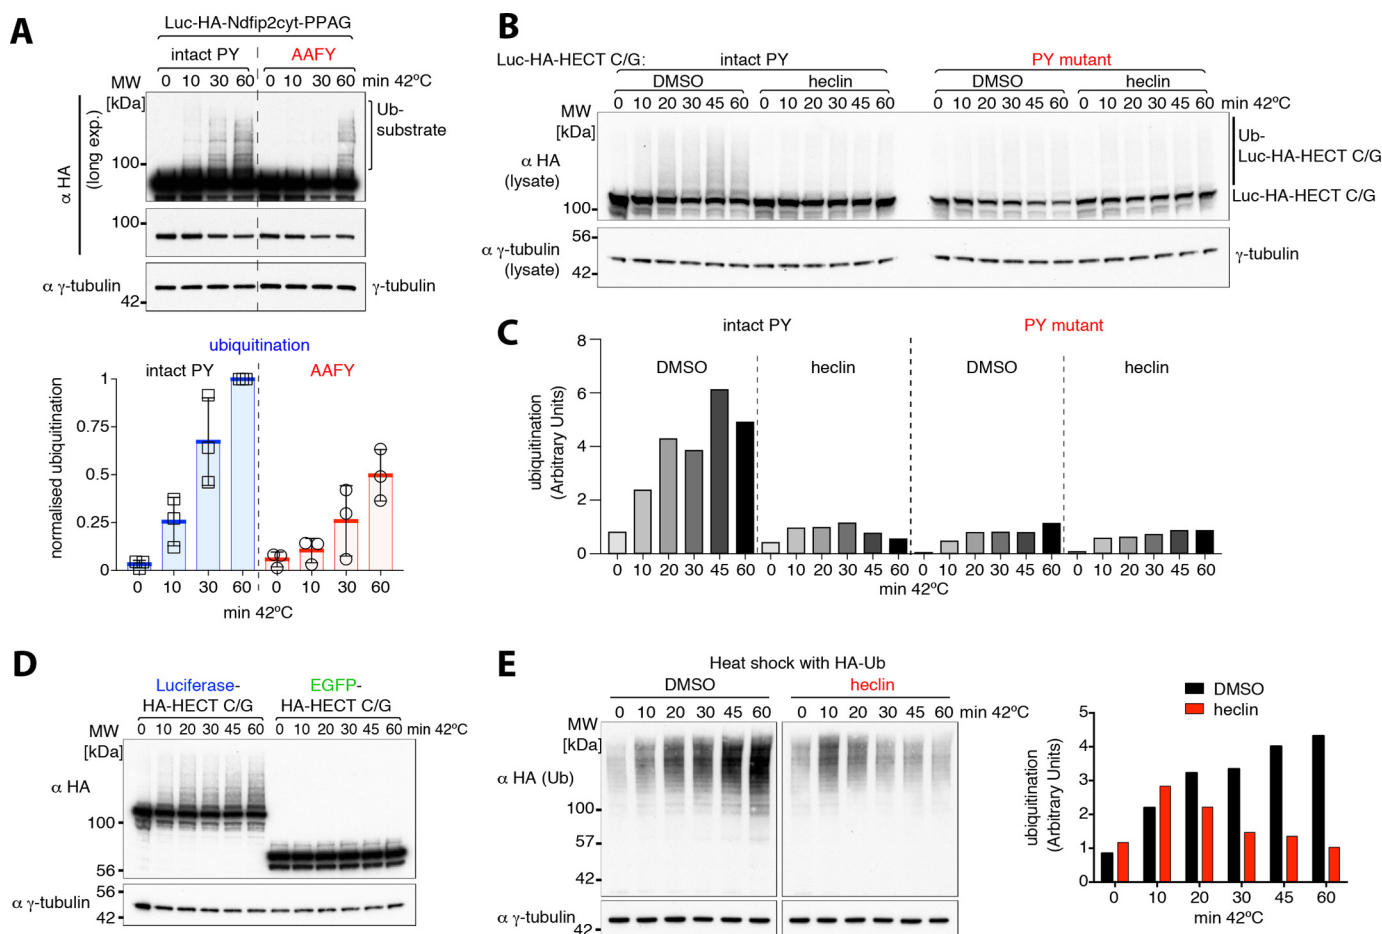 A
Luc-HA-Ndfip2cyt-PPAG
intact PY AAFY
MW 0 10 30 60 0 10 30 60 min 42ºC
[kDa]
α HA
(long exp.)
100
100
Ub-
substrate
α γ-tubulin
42
γ-tubulin
ubiquitination
intact PY AAFY
normalised ubiquitination
1
0.75
0.5
0.25
0
0 10 30 60 0 10 30 60
min 42ºC
B
Luc-HA-HECT C/G: intact PY PY mutant
DMSO heclin DMSO heclin
0 10 20 30 45 60 0 10 20 30 45 60 0 10 20 30 45 60 0 10 20 30 45 60 min 42ºC
MW
[kDa]
α HA
(lysate)
100
Ub-
Luc-HA-HECT C/G
Luc-HA-HECT C/G
56
α γ-tubulin
(lysate)
42
γ-tubulin
C
intact PY PY mutant
DMSO heclin DMSO heclin
ubiquitination
(Arbitrary Units)
8
6
4
2
0
0 10 20 30 45 60 0 10 20 30 45 60 0 10 20 30 45 60 0 10 20 30 45 60
min 42ºC
D
Luciferase- EGFP-
HA-HECT C/G HA-HECT C/G
0 10 20 30 45 60 0 10 20 30 45 60 min 42ºC
MW
[kDa]
α HA
100
56
56
α γ-tubulin
42
E
Heat shock with HA-Ub
DMSO heclin
0 10 20 30 45 60 0 10 20 30 45 60 min 42ºC
MW
[kDa]
α HA (Ub)
100
57
42
α γ-tubulin
42
DMSO
heclin
ubiquitination
(Arbitrary Units)
5
4
3
2
1
0
0 10 20 30 45 60
min 42ºC